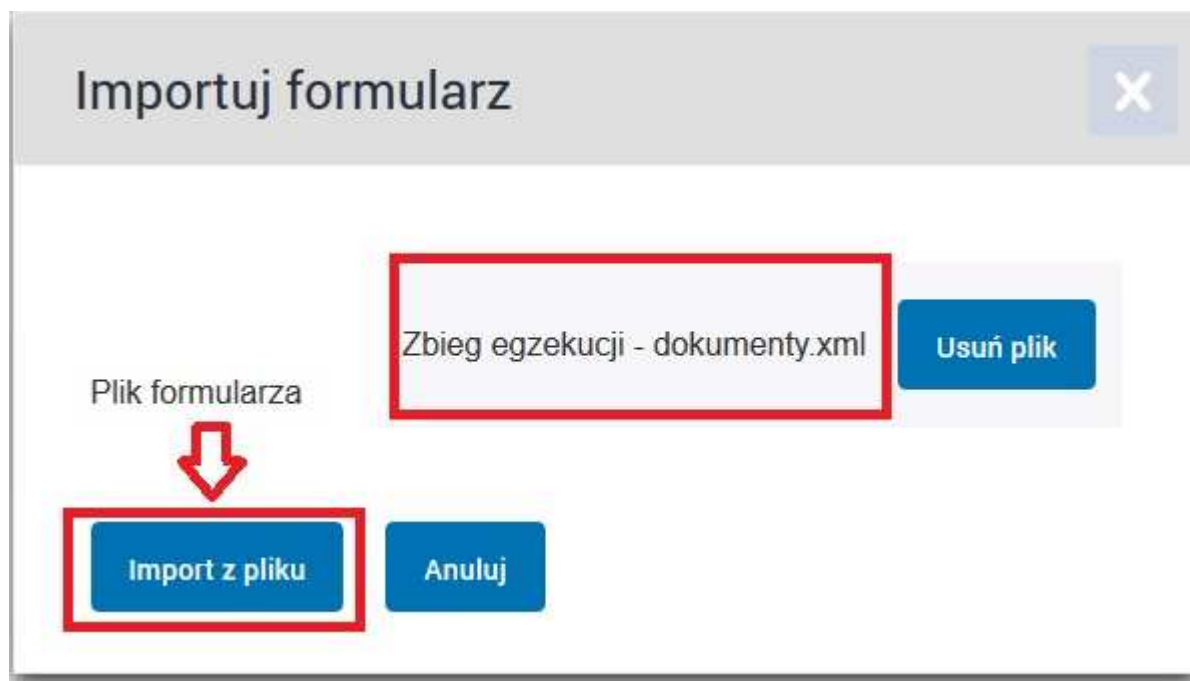 Importuj formularz
Zbieg egzekucji - dokumenty.xml
Usuń plik
Plik formularza
Import z pliku
Anuluj